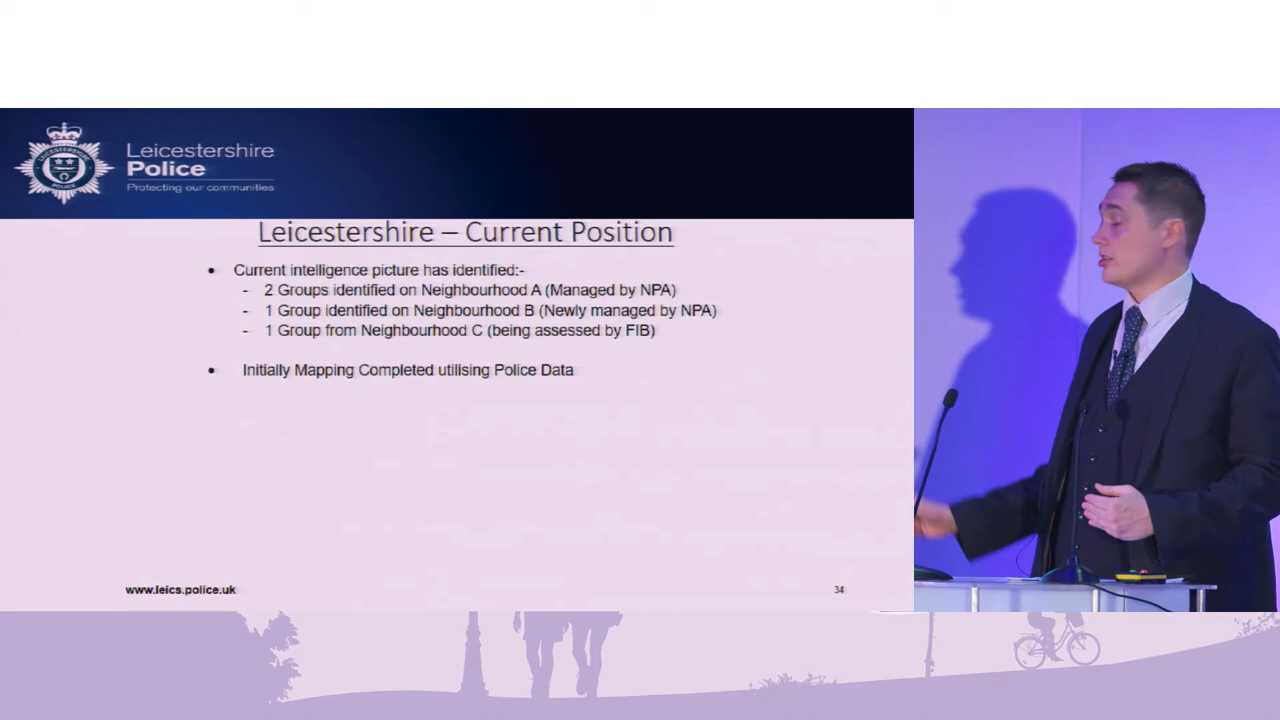 Leicestershire
Police
Protecting our communities
Leicestershire – Current Position
• Current intelligence picture has identified:-
- 2 Groups identified on Neighbourhood A (Managed by NPA)
- 1 Group identified on Neighbourhood B (Newly managed by NPA)
- 1 Group from Neighbourhood C (being assessed by FIB)
• Initially Mapping Completed utilising Police Data
www.leics.police.uk
34